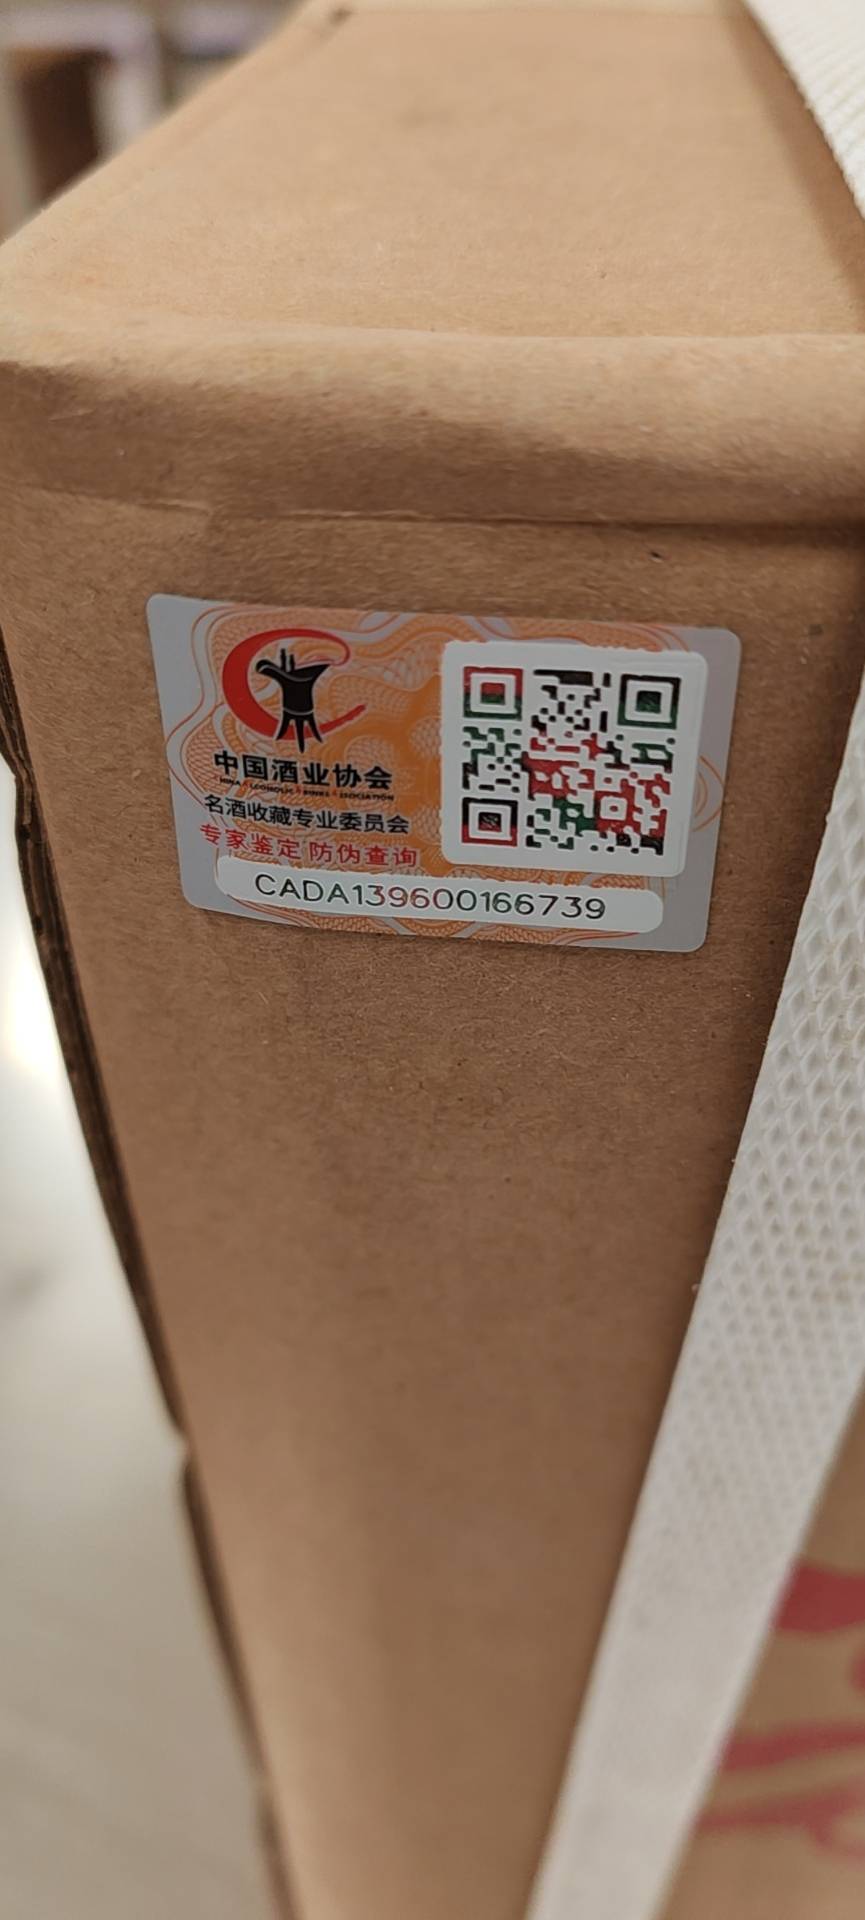 中国酒业协会
名酒收藏专业委员会
专家鉴定 防伪查询
CADA139600166739